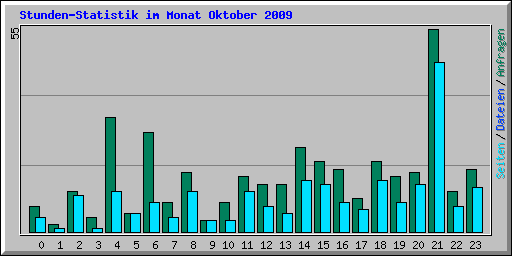 Stunden-Statistik im Monat Oktober 2009
55
0 1 2 3 4 5 6 7 8 9 10 11 12 13 14 15 16 17 18 19 20 21 22 23
Seiten/Dateien/Anfragen